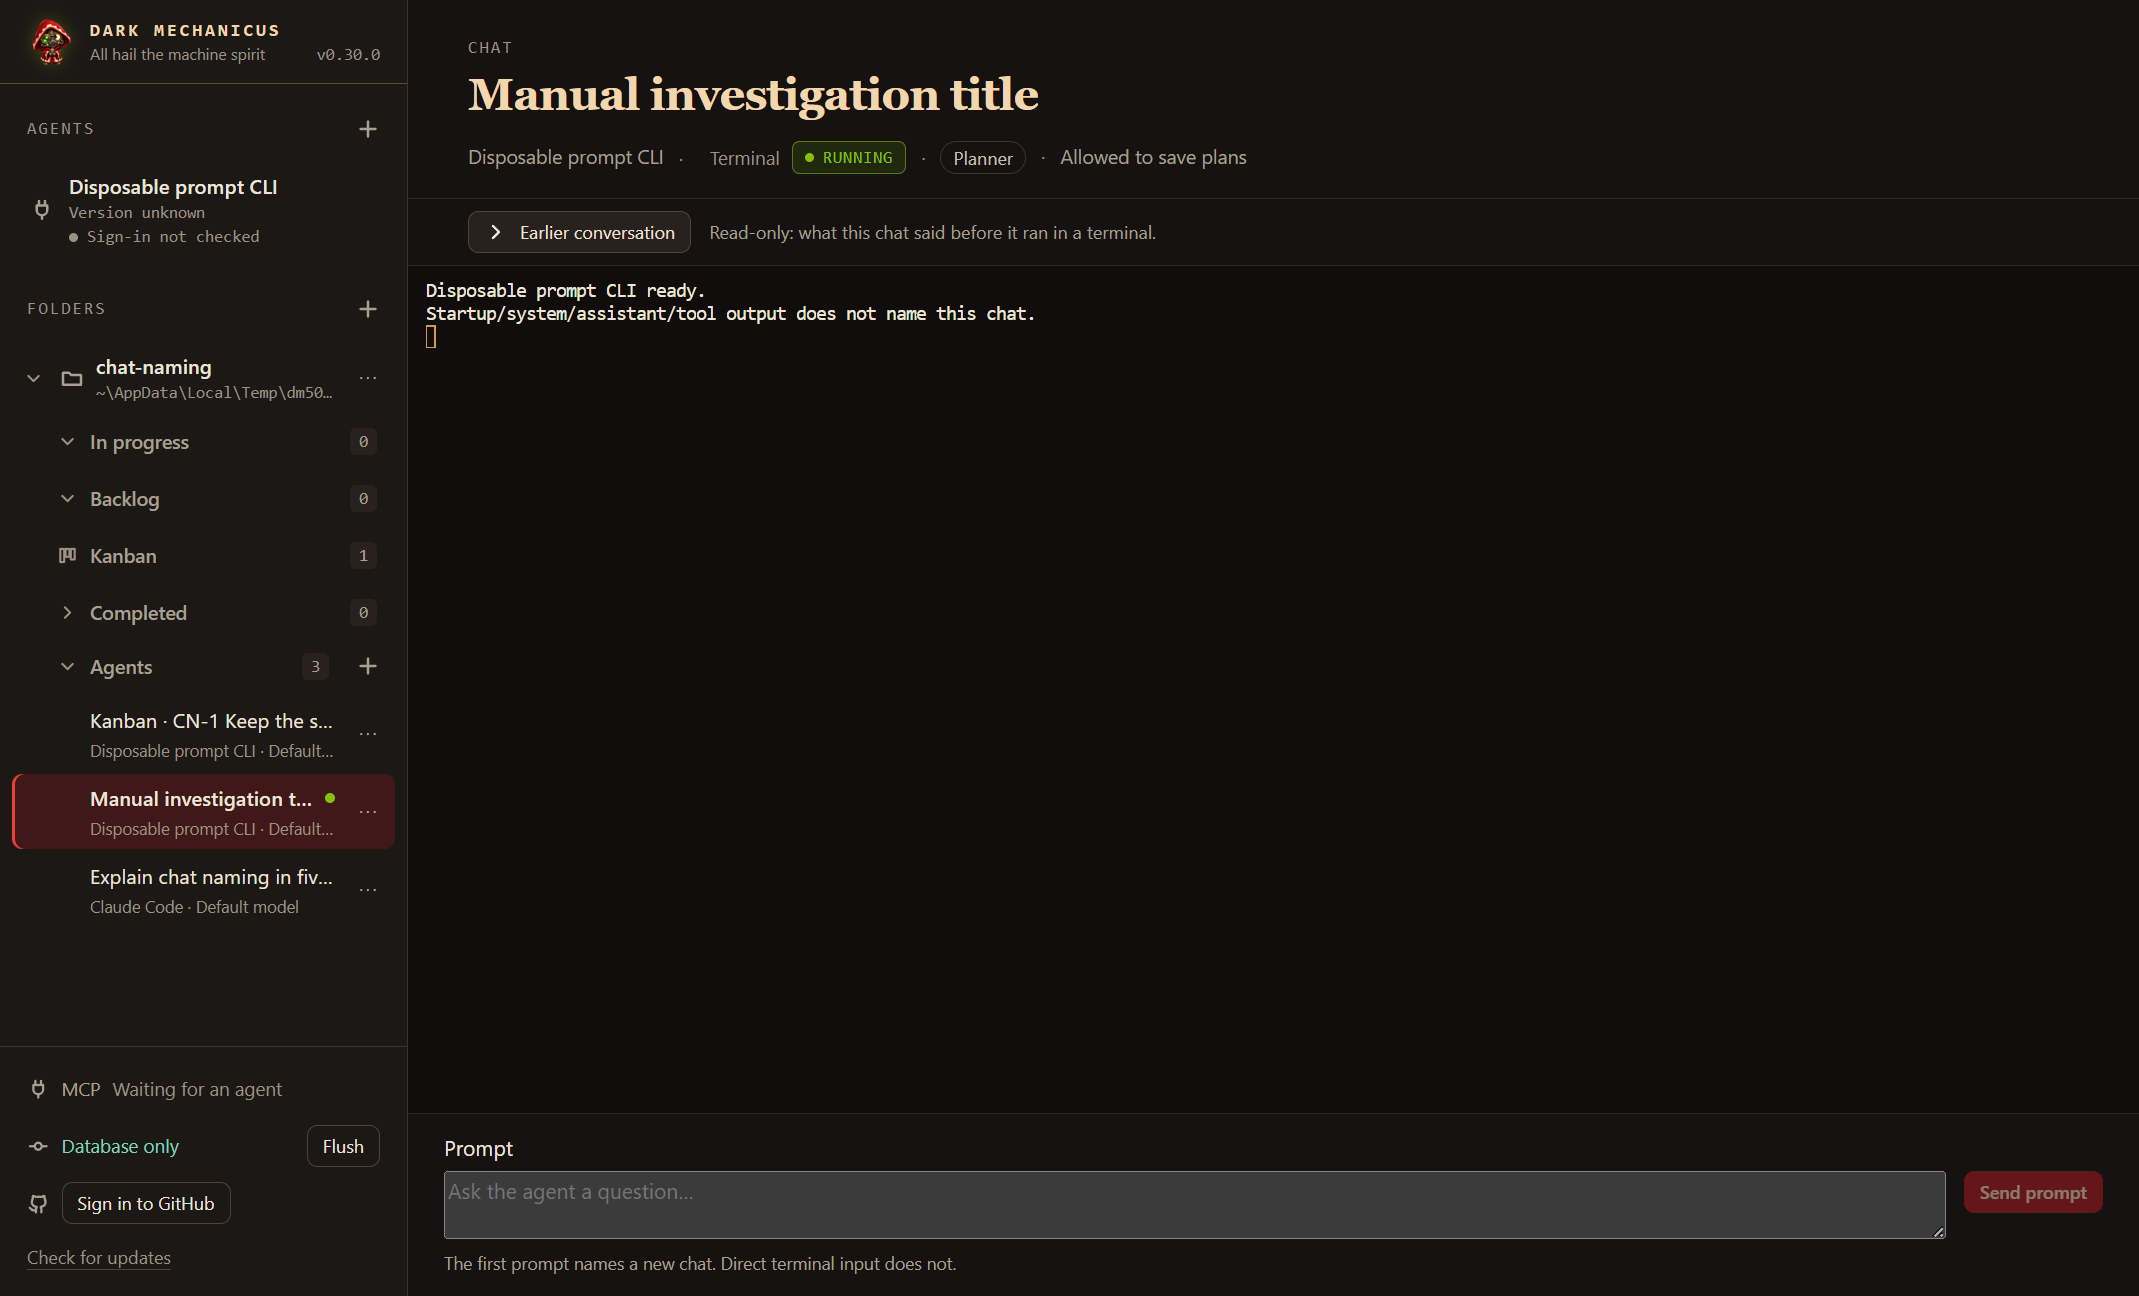 DARK MECHANICUS
All hail the machine spirit
v0.30.0
AGENTS
Disposable prompt CLI
Version unknown
Sign-in not checked
FOLDERS
chat-naming
~\AppData\Local\Temp\dm50…
In progress
0
Backlog
0
Kanban
1
Completed
0
Agents
3
Kanban · CN-1 Keep the s…
Disposable prompt CLI · Default…
Manual investigation t…
Disposable prompt CLI · Default…
Explain chat naming in fiv…
Claude Code · Default model
MCP Waiting for an agent
Database only
Flush
Sign in to GitHub
Check for updates
CHAT
Manual investigation title
Disposable prompt CLI · Terminal RUNNING · Planner · Allowed to save plans
Earlier conversation
Read-only: what this chat said before it ran in a terminal.
Disposable prompt CLI ready.
Startup/system/assistant/tool output does not name this chat.
Prompt
Ask the agent a question…
Send prompt
The first prompt names a new chat. Direct terminal input does not.